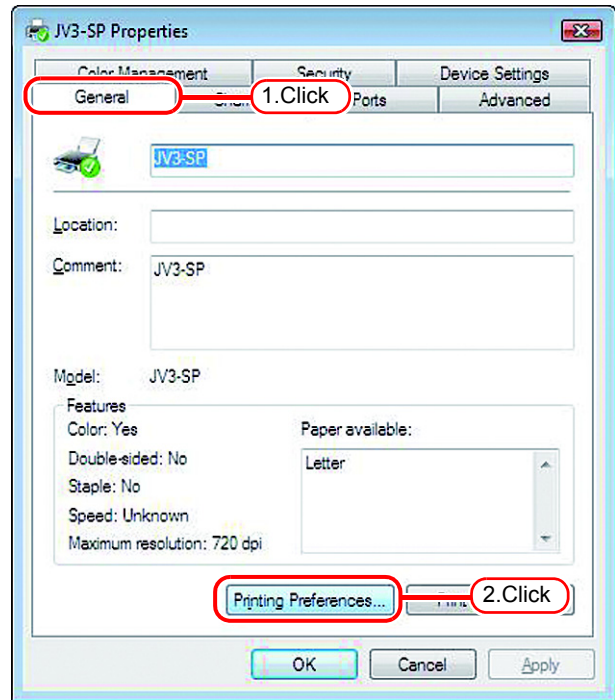 JV3-SP Properties
Color Management Security Device Settings
General 1.Click Ports Advanced
JV3-SP
Location:
Comment: JV3-SP
Model: JV3-SP
Features
Color: Yes Paper available:
Double-sided: No Letter
Staple: No
Speed: Unknown
Maximum resolution: 720 dpi
Printing Preferences... 2.Click
OK Cancel Apply